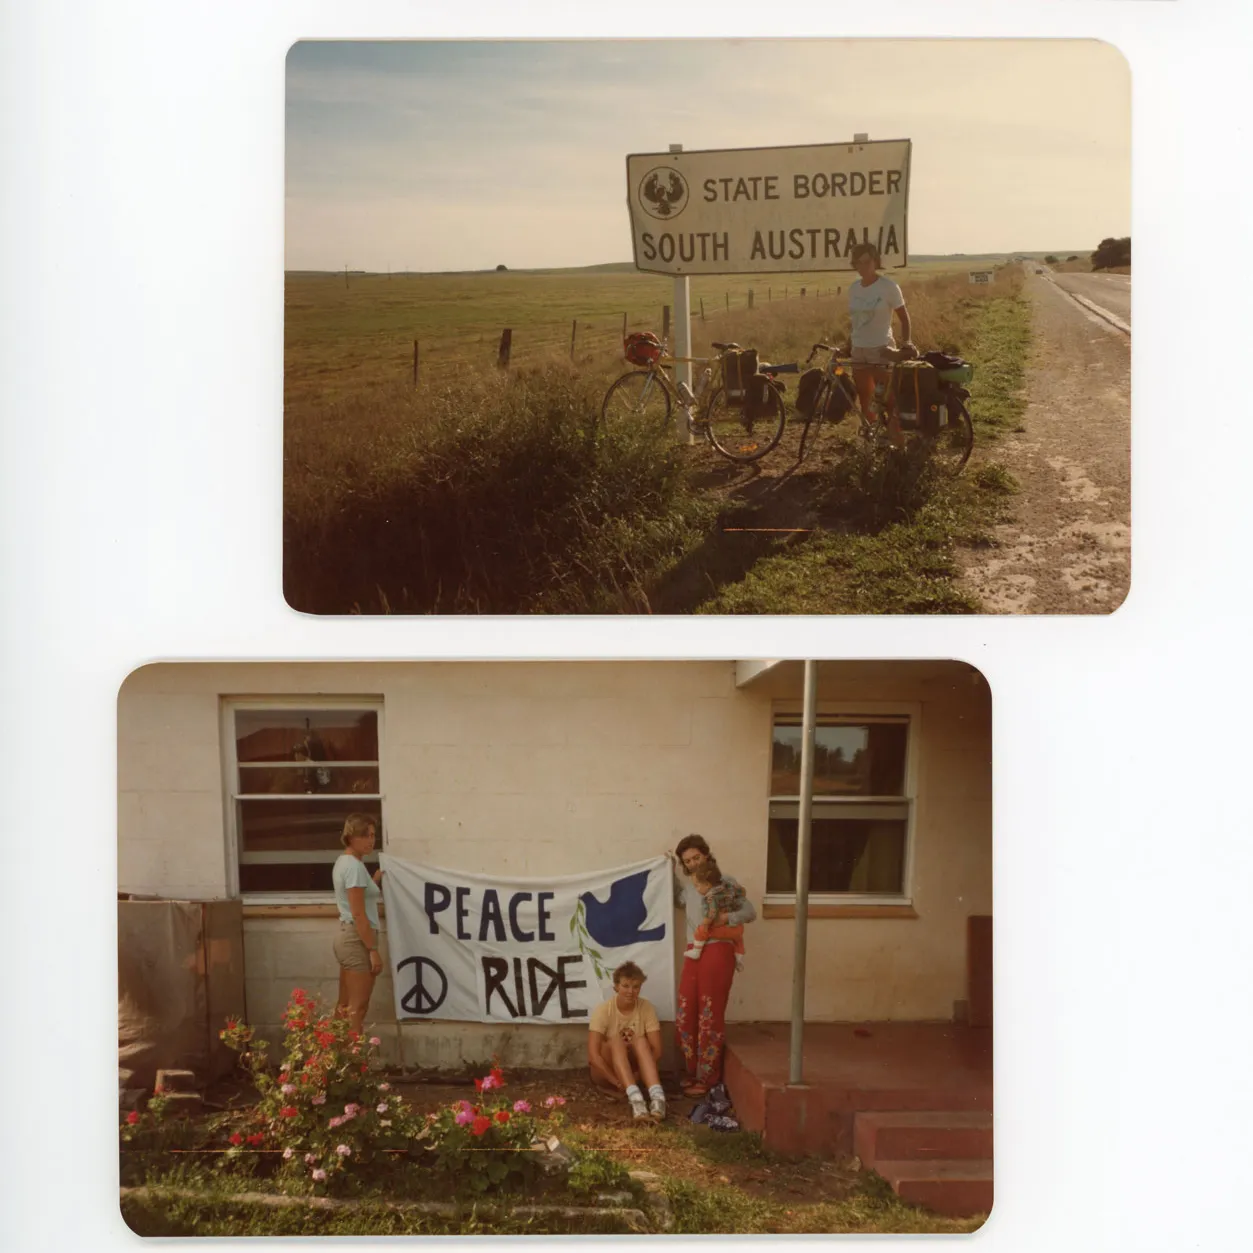 STATE BORDER
SOUTH AUSTRALIA
PEACE
RIDE